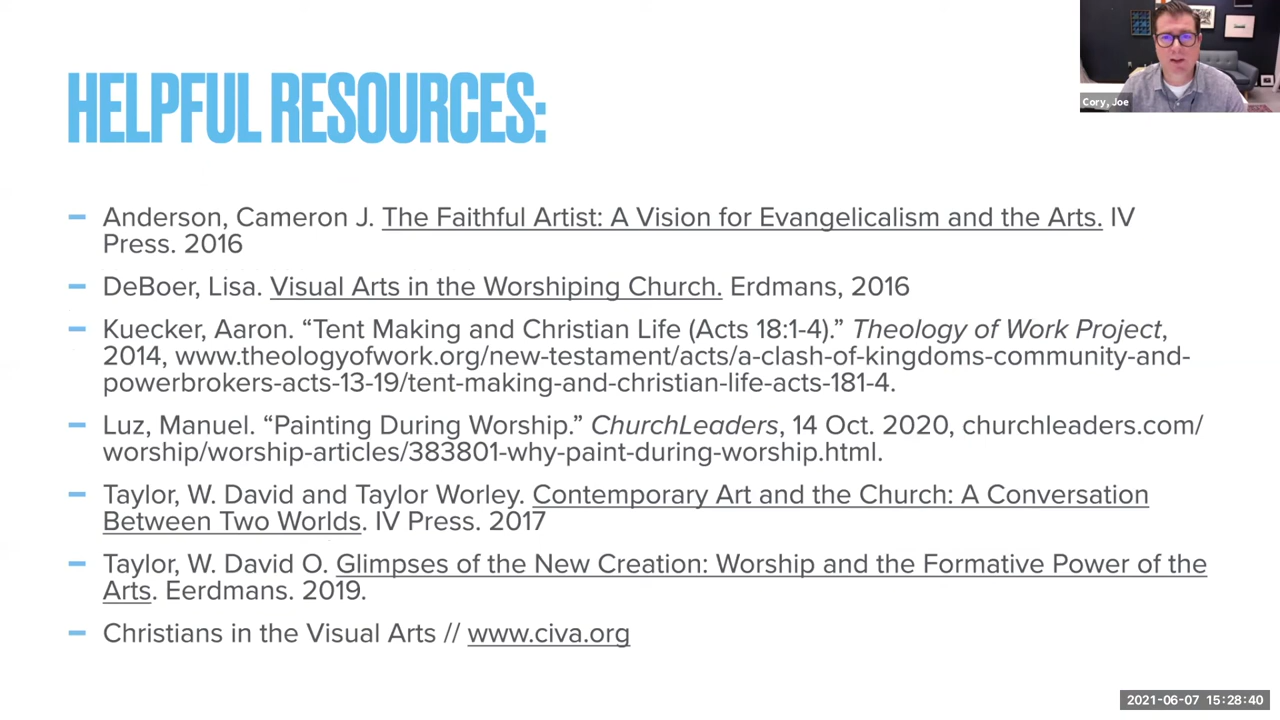 HELPFUL RESOURCES:
Cory, Joe
– Anderson, Cameron J. The Faithful Artist: A Vision for Evangelicalism and the Arts. IV
Press. 2016
– DeBoer, Lisa. Visual Arts in the Worshiping Church. Erdmans, 2016
– Kuecker, Aaron. “Tent Making and Christian Life (Acts 18:1-4).” Theology of Work Project,
2014, www.theologyofwork.org/new-testament/acts/a-clash-of-kingdoms-community-and-
powerbrokers-acts-13-19/tent-making-and-christian-life-acts-181-4.
– Luz, Manuel. “Painting During Worship.” ChurchLeaders, 14 Oct. 2020, churchleaders.com/
worship/worship-articles/383801-why-paint-during-worship.html.
– Taylor, W. David and Taylor Worley. Contemporary Art and the Church: A Conversation
Between Two Worlds. IV Press. 2017
– Taylor, W. David O. Glimpses of the New Creation: Worship and the Formative Power of the
Arts. Eerdmans. 2019.
– Christians in the Visual Arts // www.civa.org
2021-06-07 15:28:40